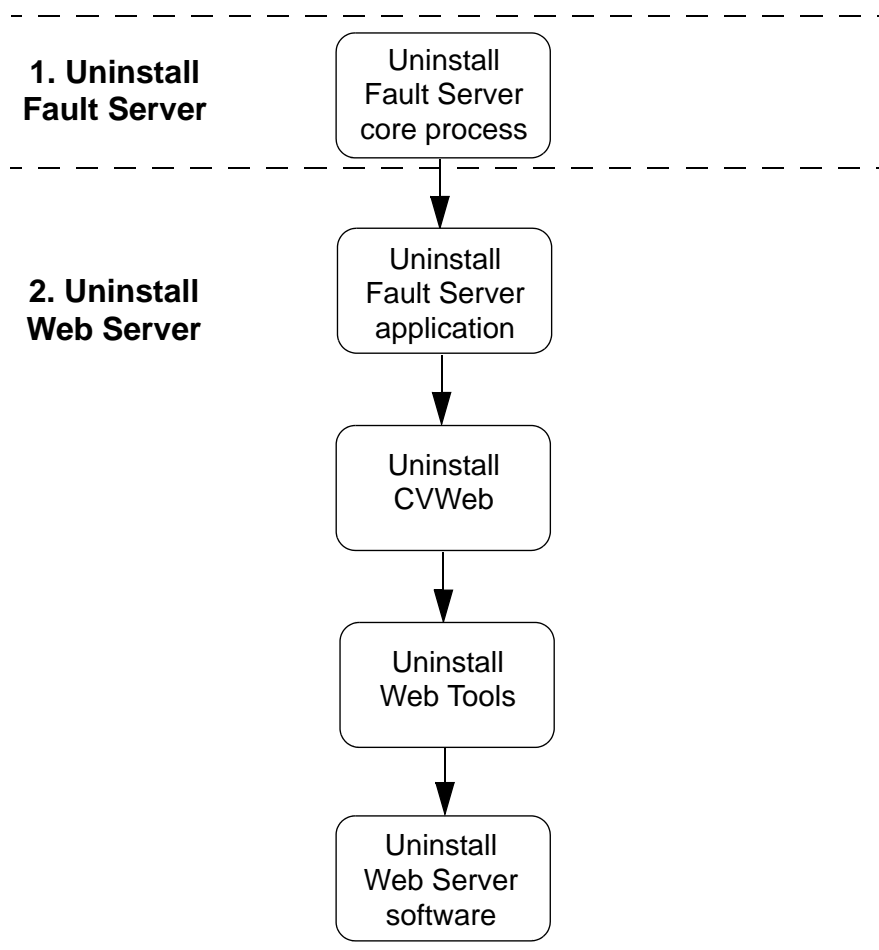 1. Uninstall
Fault Server
Uninstall
Fault Server
core process
2. Uninstall
Web Server
Uninstall
Fault Server
application
Uninstall
CVWeb
Uninstall
Web Tools
Uninstall
Web Server
software